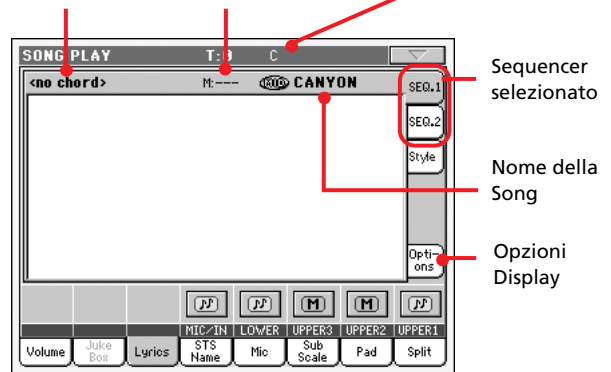 SONG PLAY T:0 C
<no chord> M:--- CANYON
SEQ.1
SEQ.2
Style
Opti-
ons
MIC/IN LOWER UPPER3 UPPER2 UPPER1
M M
Volume Juke Box Lyrics STS Name Mic Sub Scale Pad Split
Sequencer
selezionato
Nome della
Song
Opzioni
Display